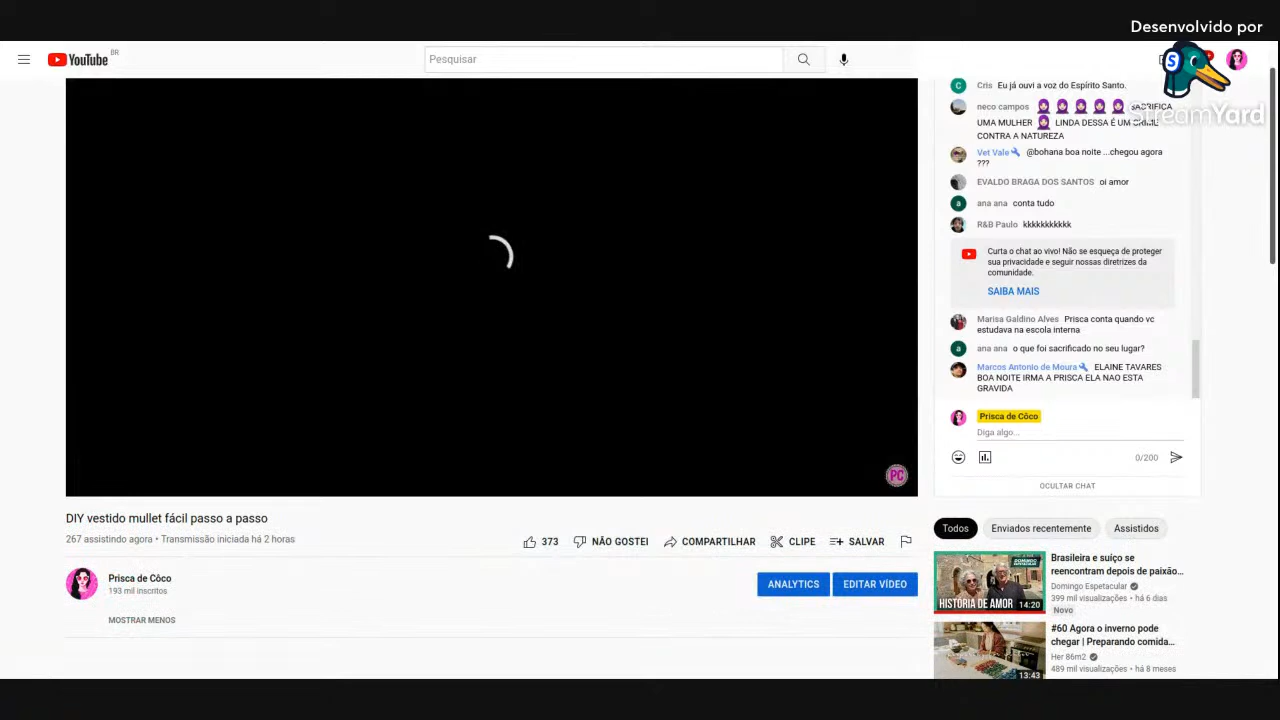 Desenvolvido por
StreamYard
YouTube BR
Pesquisar
Cris Eu já ouvi a voz do Espírito Santo.
neco campos SACRIFICA
UMA MULHER LINDA DESSA É UM CRIME
CONTRA A NATUREZA
Vet Vale @bohana boa noite ...chegou agora
???
EVALDO BRAGA DOS SANTOS oi amor
ana ana conta tudo
R&B Paulo kkkkkkkkkkk
Curta o chat ao vivo! Não se esqueça de proteger
sua privacidade e seguir nossas diretrizes da
comunidade.
SAIBA MAIS
Marisa Galdino Alves Prisca conta quando vc
estudava na escola interna
ana ana o que foi sacrificado no seu lugar?
Marcos Antonio de Moura ELAINE TAVARES
BOA NOITE IRMA A PRISCA ELA NAO ESTA
GRAVIDA
Prisca de Côco
Diga algo...
0/200
OCULTAR CHAT
PC
DIY vestido mullet fácil passo a passo
267 assistindo agora • Transmissão iniciada há 2 horas
373 NÃO GOSTEI COMPARTILHAR CLIPE SALVAR
Prisca de Côco
193 mil inscritos
ANALYTICS EDITAR VÍDEO
MOSTRAR MENOS
Todos Enviados recentemente Assistidos
DOMINGO ESPETACULAR
HISTÓRIA DE AMOR
14:20
Brasileira e suíço se
reencontram depois de paixão...
Domingo Espetacular
399 mil visualizações • há 6 dias
Novo
13:43
#60 Agora o inverno pode
chegar | Preparando comida...
Her 86m2
489 mil visualizações • há 8 meses